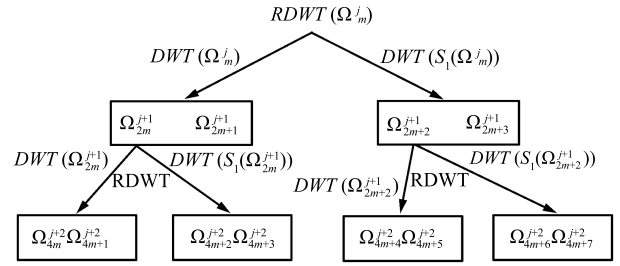 RDWT (Ω^j_m)
DWT (Ω^j_m) DWT (S_1(Ω^j_m))
Ω^{j+1}_{2m} Ω^{j+1}_{2m+1} Ω^{j+1}_{2m+2} Ω^{j+1}_{2m+3}
DWT (Ω^{j+1}_{2m}) DWT (S_1(Ω^{j+1}_{2m})) DWT (S_1(Ω^{j+1}_{2m+2}))
RDWT DWT (Ω^{j+1}_{2m+2}) RDWT
Ω^{j+2}_{4m} Ω^{j+2}_{4m+1} Ω^{j+2}_{4m+2} Ω^{j+2}_{4m+3} Ω^{j+2}_{4m+4} Ω^{j+2}_{4m+5} Ω^{j+2}_{4m+6} Ω^{j+2}_{4m+7}